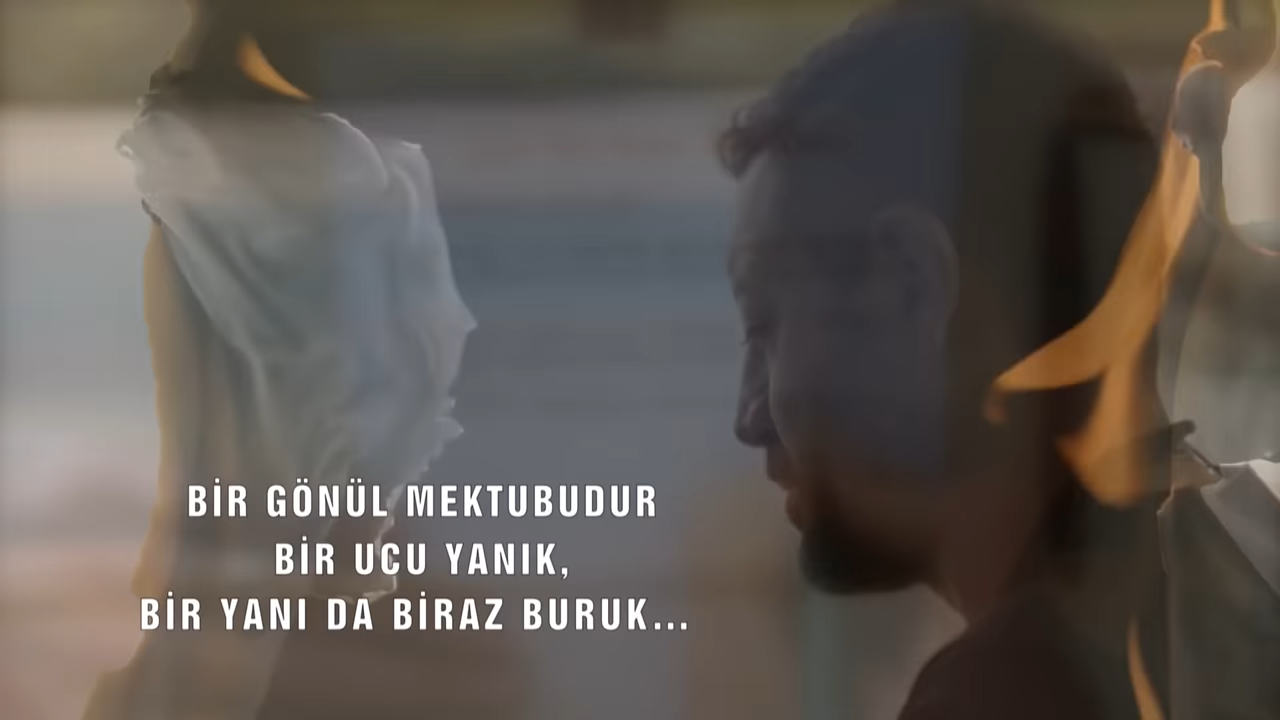 BİR GÖNÜL MEKTUBUDUR
BİR UCU YANIK,
BİR YANI DA BİRAZ BURUK...